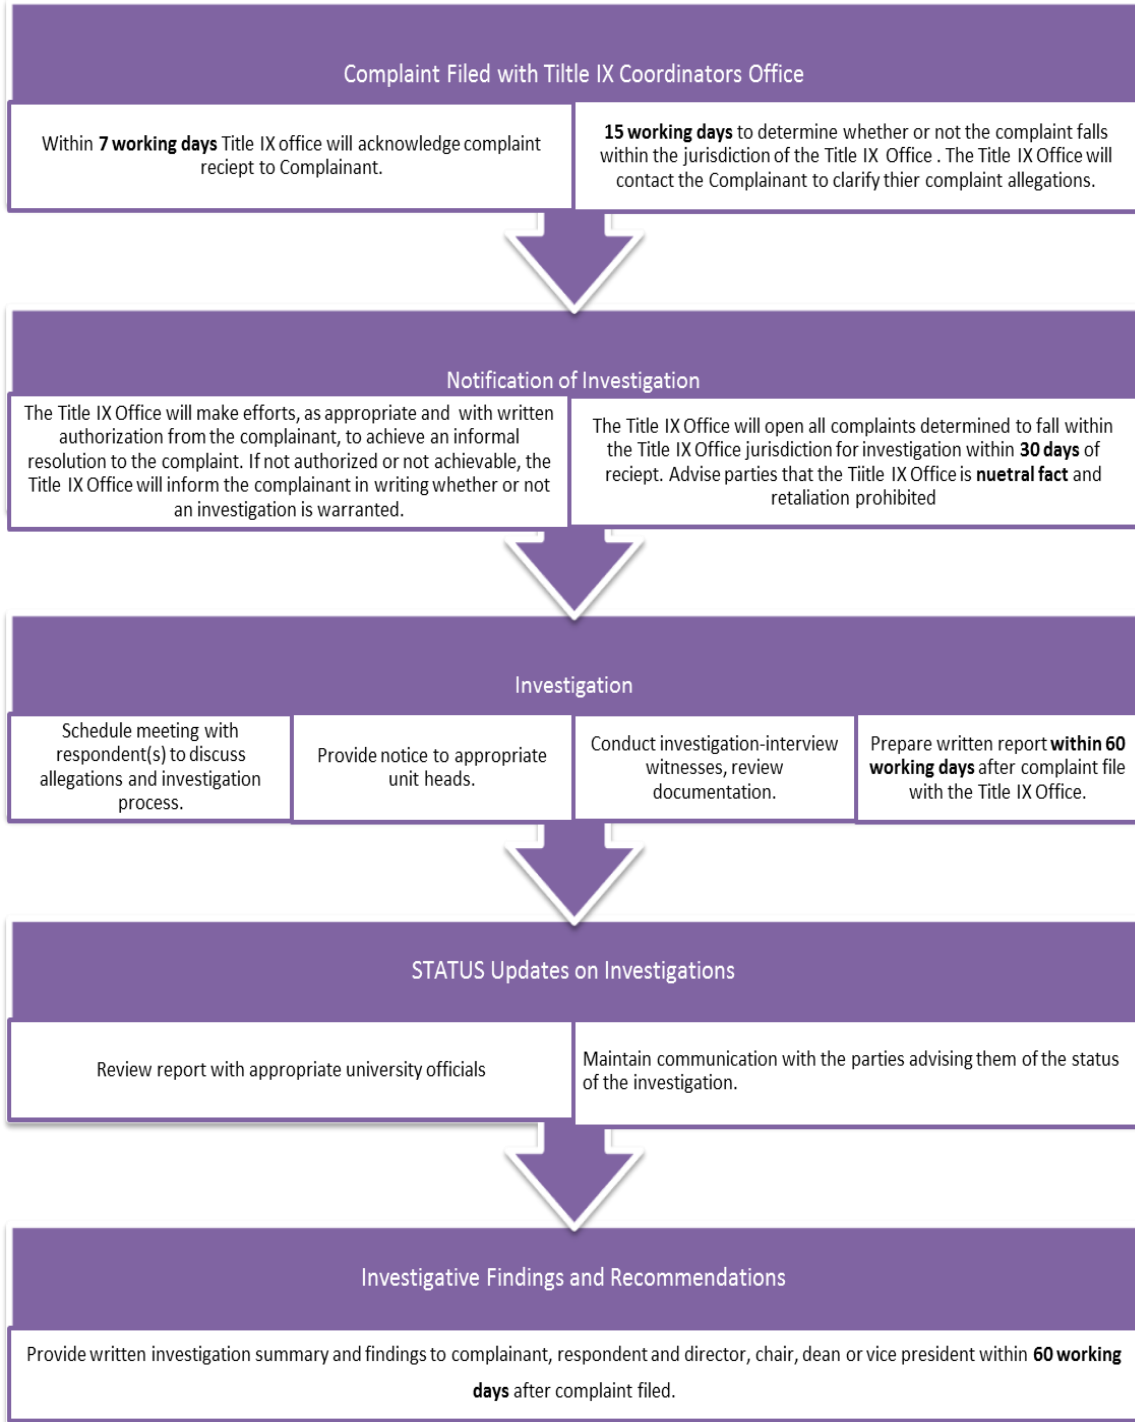 Complaint Filed with Tiltle IX Coordinators Office
Within 7 working days Title IX office will acknowledge complaint
reciept to Complainant.
15 working days to determine whether or not the complaint falls
within the jurisdiction of the Title IX Office . The Title IX Office will
contact the Complainant to clarify thier complaint allegations.
Notification of Investigation
The Title IX Office will make efforts, as appropriate and with written
authorization from the complainant, to achieve an informal
resolution to the complaint. If not authorized or not achievable, the
Title IX Office will inform the complainant in writing whether or not
an investigation is warranted.
The Title IX Office will open all complaints determined to fall within
the Title IX Office jurisdiction for investigation within 30 days of
reciept. Advise parties that the Tiitle IX Office is nuetral fact and
retaliation prohibited
Investigation
Schedule meeting with
respondent(s) to discuss
allegations and investigation
process.
Provide notice to appropriate
unit heads.
Conduct investigation-interview
witnesses, review
documentation.
Prepare written report within 60
working days after complaint file
with the Title IX Office.
STATUS Updates on Investigations
Review report with appropriate university officials
Maintain communication with the parties advising them of the status
of the investigation.
Investigative Findings and Recommendations
Provide written investigation summary and findings to complainant, respondent and director, chair, dean or vice president within 60 working
days after complaint filed.